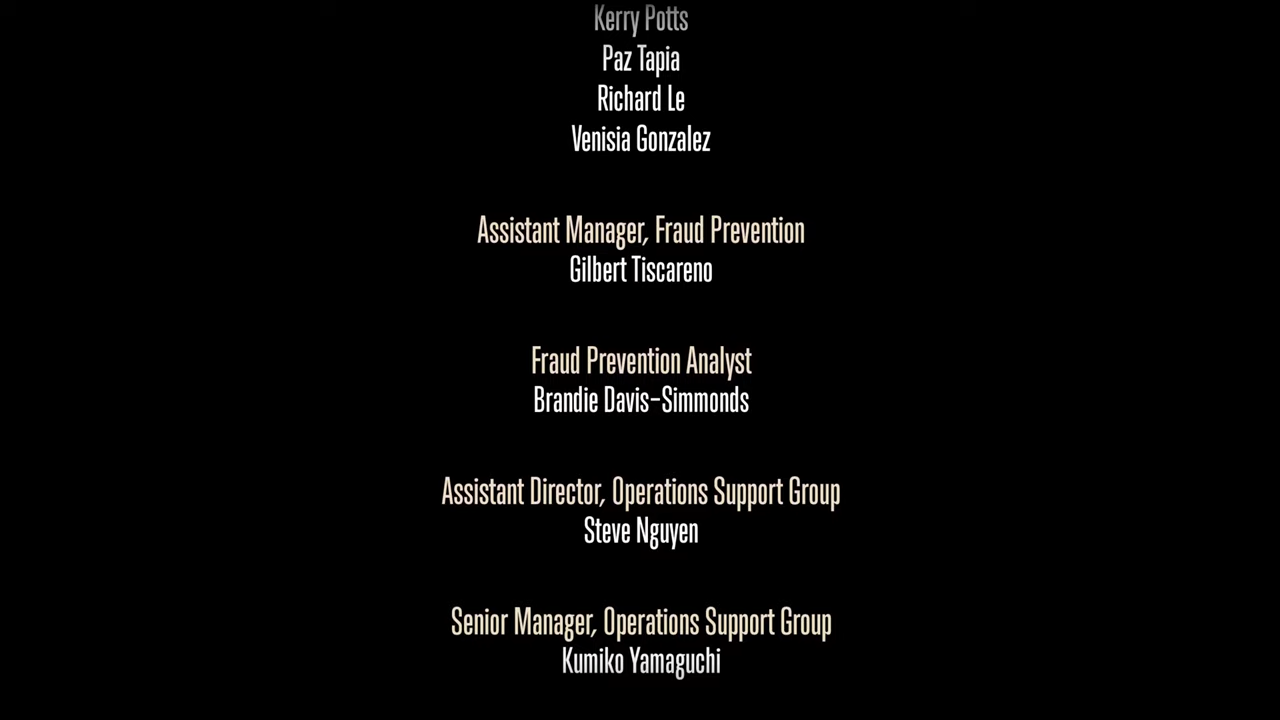 Kerry Potts
Paz Tapia
Richard Le
Venisia Gonzalez
Assistant Manager, Fraud Prevention
Gilbert Tiscareno
Fraud Prevention Analyst
Brandie Davis-Simmonds
Assistant Director, Operations Support Group
Steve Nguyen
Senior Manager, Operations Support Group
Kumiko Yamaguchi